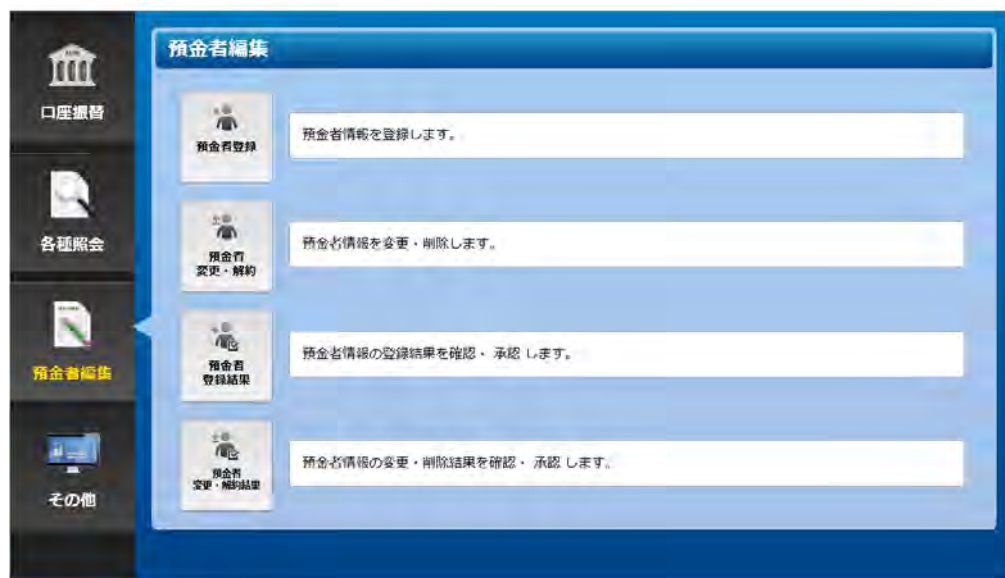 口座振替
各種照会
預金者編集
その他
預金者編集
預金者登録
預金者情報を登録します。
預金者
変更・解約
預金者情報を変更・削除します。
預金者
登録結果
預金者情報の登録結果を確認・ 承認 します。
預金者
変更・解約結果
預金者情報の変更・削除結果を確認・ 承認 します。